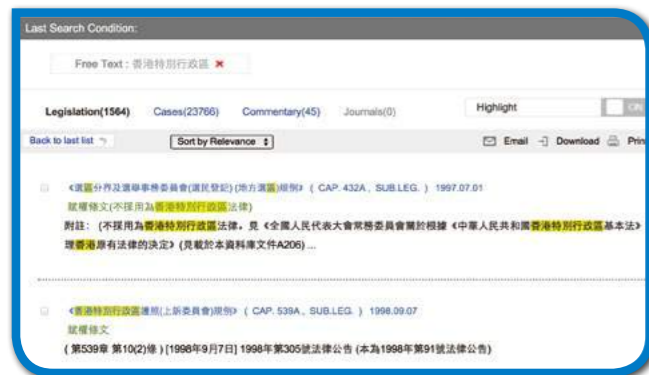 Last Search Condition:
Free Text : 香港特別行政區 ✖
Legislation(1564) Cases(23766) Commentary(45) Journals(0) Highlight ON
Back to last list Sort by Relevance Email Download Prin
《選區分界及選舉事務委員會(選民登記)(地方選區)規例》 ( CAP. 432A , SUB.LEG. ) 1997.07.01
賦權條文(不採用為香港特別行政區法律)
附註: (不採用為香港特別行政區法律。見《全國人民代表大會常務委員會關於根據《中華人民共和國香港特別行政區基本法》
理香港原有法律的決定》(見載於本資料庫文件A206) ...
《香港特別行政區護照(上訴委員會)規例》 ( CAP. 539A , SUB.LEG. ) 1998.09.07
賦權條文
( 第539章 第10(2)條 ) [1998年9月7日] 1998年第305號法律公告 (本為1998年第91號法律公告)